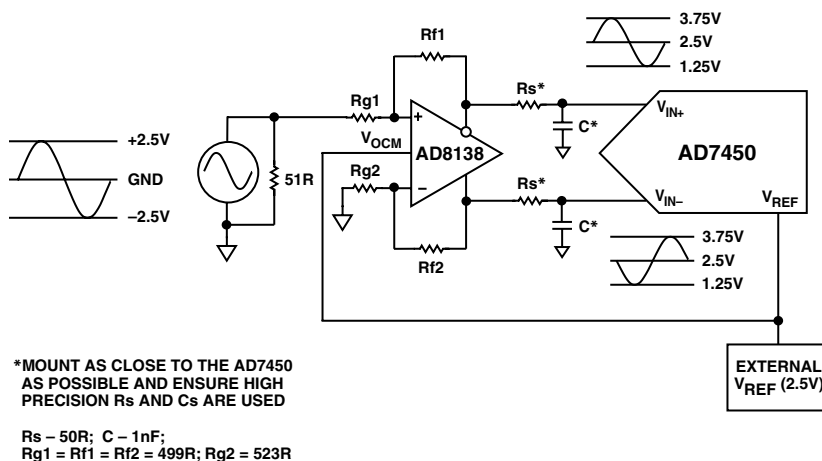 3.75V
2.5V
1.25V
Rf1
Rs*
Rg1
C*
VIN+
+2.5V
GND
–2.5V
51R
VOCM
+
AD8138
–
Rg2
AD7450
Rs*
VIN–
VREF
C*
Rf2
3.75V
2.5V
1.25V
EXTERNAL
VREF (2.5V)
*MOUNT AS CLOSE TO THE AD7450
AS POSSIBLE AND ENSURE HIGH
PRECISION Rs AND Cs ARE USED
Rs – 50R; C – 1nF;
Rg1 = Rf1 = Rf2 = 499R; Rg2 = 523R